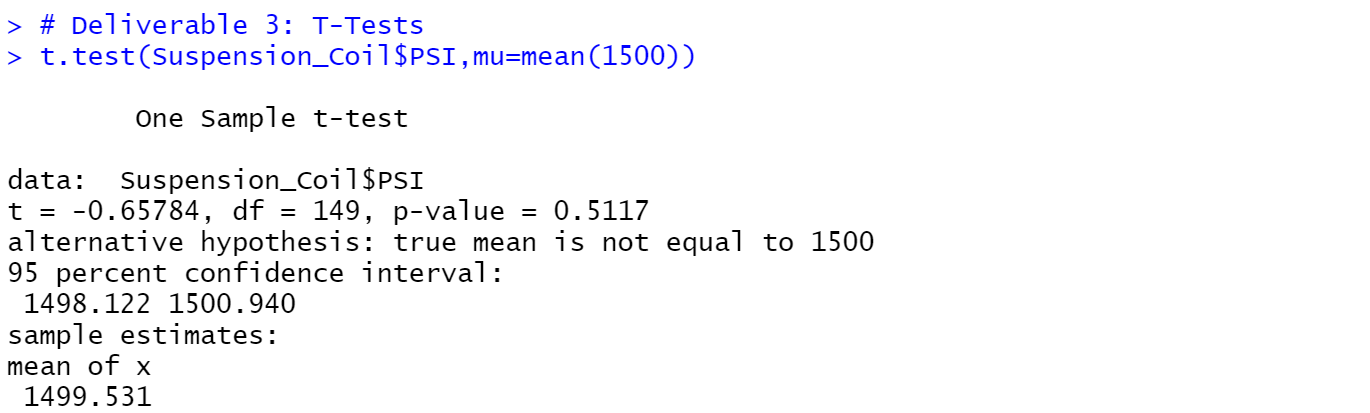 > # Deliverable 3: T-Tests
> t.test(Suspension_Coil$PSI,mu=mean(1500))
One Sample t-test
data:  Suspension_Coil$PSI
t = -0.65784, df = 149, p-value = 0.5117
alternative hypothesis: true mean is not equal to 1500
95 percent confidence interval:
 1498.122 1500.940
sample estimates:
mean of x
 1499.531